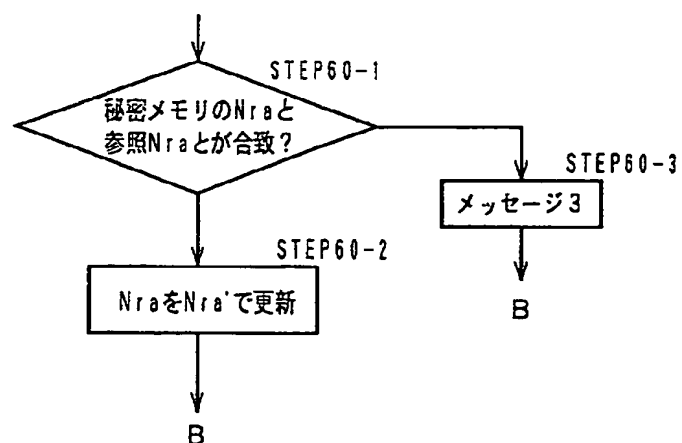 STEP60-1
秘密メモリのNraと
参照Nraとが合致?
STEP60-3
メッセージ3
STEP60-2
NraをNra'で更新
B
B